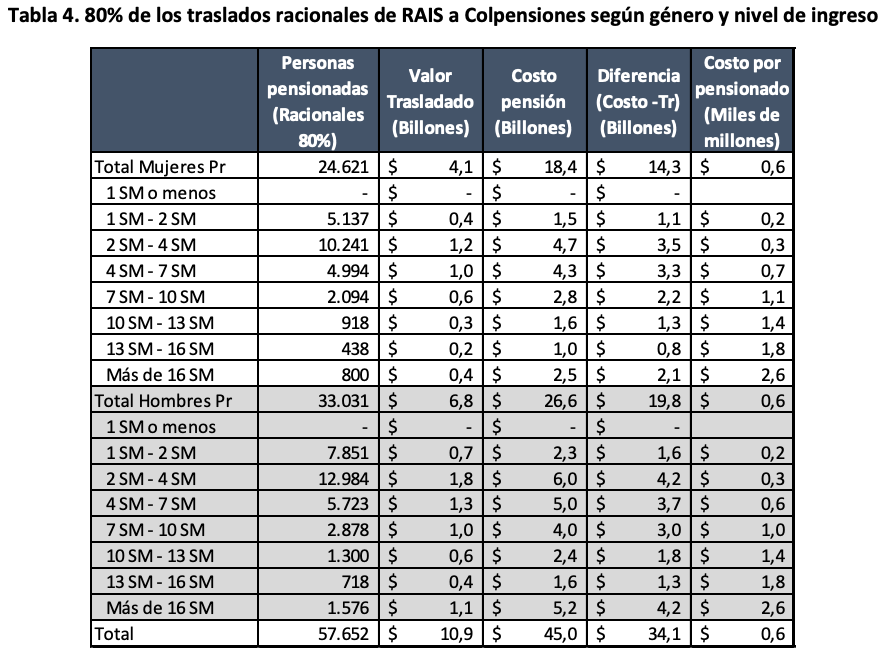 Tabla 4. 80% de los traslados racionales de RAIS a Colpensiones según género y nivel de ingreso
Personas pensionadas (Racionales 80%) Valor Trasladado (Billones) Costo pensión (Billones) Diferencia (Costo -Tr) (Billones) Costo por pensionado (Miles de millones)
Total Mujeres Pr 24.621 $ 4,1 $ 18,4 $ 14,3 $ 0,6
1 SM o menos - $ - $ - $ -
1 SM - 2 SM 5.137 $ 0,4 $ 1,5 $ 1,1 $ 0,2
2 SM - 4 SM 10.241 $ 1,2 $ 4,7 $ 3,5 $ 0,3
4 SM - 7 SM 4.994 $ 1,0 $ 4,3 $ 3,3 $ 0,7
7 SM - 10 SM 2.094 $ 0,6 $ 2,8 $ 2,2 $ 1,1
10 SM - 13 SM 918 $ 0,3 $ 1,6 $ 1,3 $ 1,4
13 SM - 16 SM 438 $ 0,2 $ 1,0 $ 0,8 $ 1,8
Más de 16 SM 800 $ 0,4 $ 2,5 $ 2,1 $ 2,6
Total Hombres Pr 33.031 $ 6,8 $ 26,6 $ 19,8 $ 0,6
1 SM o menos - $ - $ - $ -
1 SM - 2 SM 7.851 $ 0,7 $ 2,3 $ 1,6 $ 0,2
2 SM - 4 SM 12.984 $ 1,8 $ 6,0 $ 4,2 $ 0,3
4 SM - 7 SM 5.723 $ 1,3 $ 5,0 $ 3,7 $ 0,6
7 SM - 10 SM 2.878 $ 1,0 $ 4,0 $ 3,0 $ 1,0
10 SM - 13 SM 1.300 $ 0,6 $ 2,4 $ 1,8 $ 1,4
13 SM - 16 SM 718 $ 0,4 $ 1,6 $ 1,3 $ 1,8
Más de 16 SM 1.576 $ 1,1 $ 5,2 $ 4,2 $ 2,6
Total 57.652 $ 10,9 $ 45,0 $ 34,1 $ 0,6